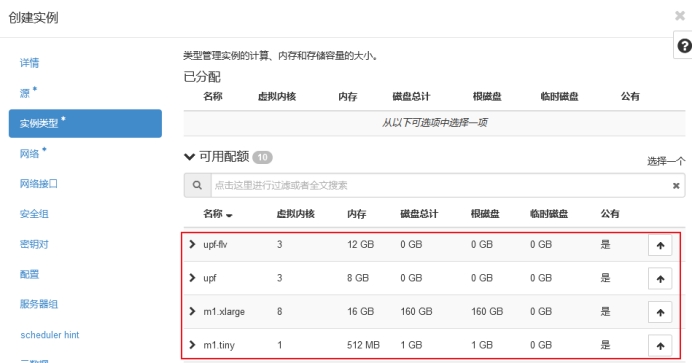 创建实例
×
?
详情
源 *
实例类型 *
网络 *
网络接口
安全组
密钥对
配置
服务器组
scheduler hint
元数据
类型管理实例的计算、内存和存储容量的大小。
已分配
名称 虚拟内核 内存 磁盘总计 根磁盘 临时磁盘 公有
从以下可选项中选择一项
可用配额 10 选择一个
点击这里进行过滤或者全文搜索
名称 虚拟内核 内存 磁盘总计 根磁盘 临时磁盘 公有
upf-flv 3 12 GB 0 GB 0 GB 0 GB 是
upf 3 8 GB 0 GB 0 GB 0 GB 是
m1.xlarge 8 16 GB 160 GB 160 GB 0 GB 是
m1.tiny 1 512 MB 1 GB 1 GB 0 GB 是